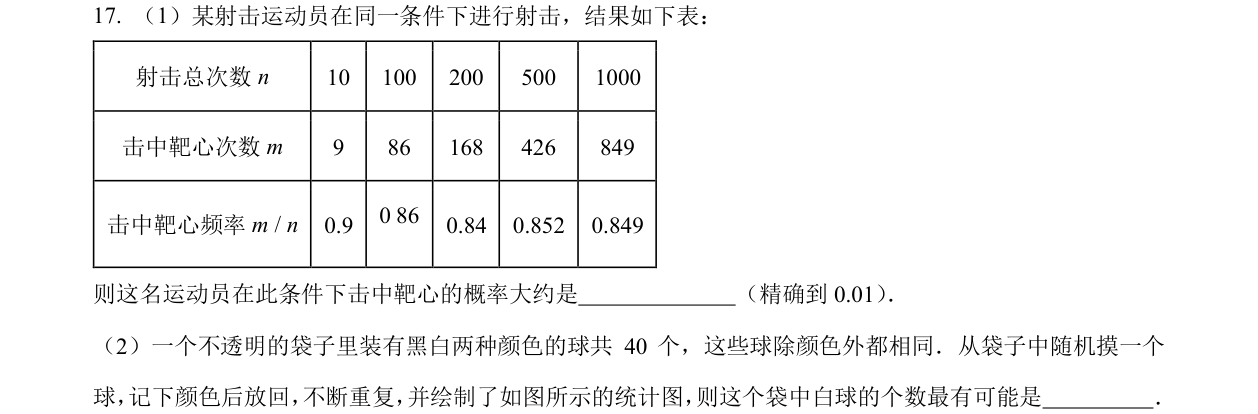 17. （1）某射击运动员在同一条件下进行射击，结果如下表：
射击总次数 n 10 100 200 500 1000
击中靶心次数 m 9 86 168 426 849
击中靶心频率 m / n 0.9 0 86 0.84 0.852 0.849
则这名运动员在此条件下击中靶心的概率大约是_____________（精确到 0.01）．
（2）一个不透明的袋子里装有黑白两种颜色的球共 40 个，这些球除颜色外都相同．从袋子中随机摸一个
球，记下颜色后放回，不断重复，并绘制了如图所示的统计图，则这个袋中白球的个数最有可能是_________．